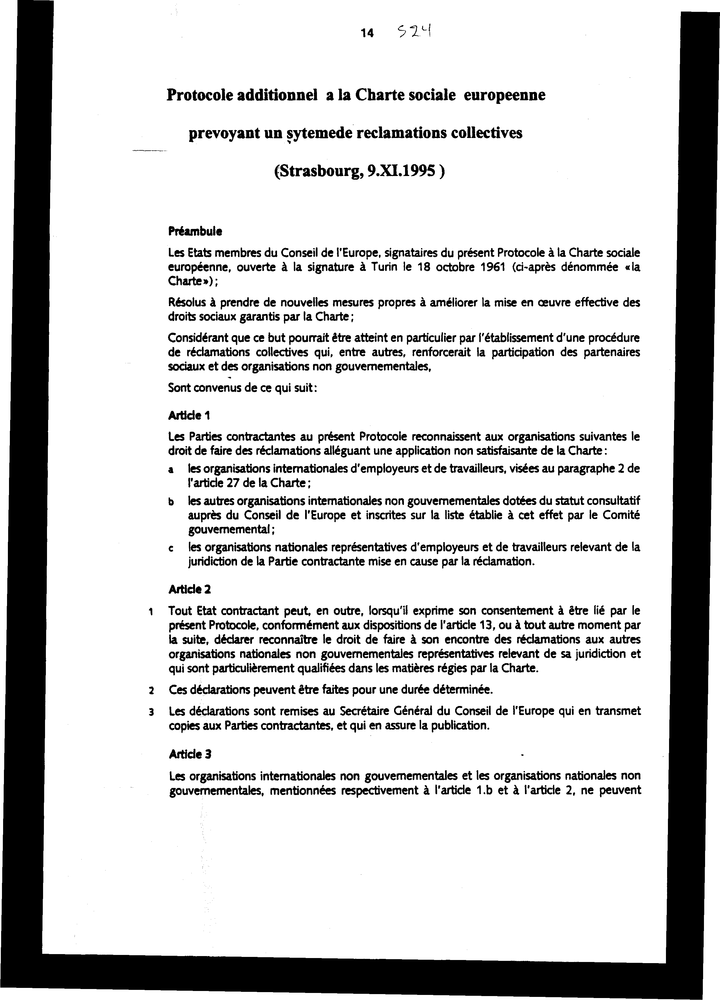 14 524
Protocole additionnel a la Charte sociale europeenne
prevoyant un sytemede reclamations collectives
(Strasbourg, 9.XI.1995 )
Préambule
Les Etats membres du Conseil de l'Europe, signataires du présent Protocole à la Charte sociale
européenne, ouverte à la signature à Turin le 18 octobre 1961 (ci-après dénommée «la
Charte»);
Résolus à prendre de nouvelles mesures propres à améliorer la mise en œuvre effective des
droits sociaux garantis par la Charte;
Considérant que ce but pourrait être atteint en particulier par l'établissement d'une procédure
de réclamations collectives qui, entre autres, renforcerait la participation des partenaires
sociaux et des organisations non gouvernementales,
Sont convenus de ce qui suit:
Article 1
Les Parties contractantes au présent Protocole reconnaissent aux organisations suivantes le
droit de faire des réclamations alléguant une application non satisfaisante de la Charte:
a les organisations internationales d'employeurs et de travailleurs, visées au paragraphe 2 de
l'article 27 de la Charte;
b les autres organisations internationales non gouvernementales dotées du statut consultatif
auprès du Conseil de l'Europe et inscrites sur la liste établie à cet effet par le Comité
gouvernemental;
c les organisations nationales représentatives d'employeurs et de travailleurs relevant de la
juridiction de la Partie contractante mise en cause par la réclamation.
Article 2
1 Tout Etat contractant peut, en outre, lorsqu'il exprime son consentement à être lié par le
présent Protocole, conformément aux dispositions de l'article 13, ou à tout autre moment par
la suite, déclarer reconnaître le droit de faire à son encontre des réclamations aux autres
organisations nationales non gouvernementales représentatives relevant de sa juridiction et
qui sont particulièrement qualifiées dans les matières régies par la Charte.
2 Ces déclarations peuvent être faites pour une durée déterminée.
3 Les déclarations sont remises au Secrétaire Général du Conseil de l'Europe qui en transmet
copies aux Parties contractantes, et qui en assure la publication.
Article 3
Les organisations internationales non gouvernementales et les organisations nationales non
gouvernementales, mentionnées respectivement à l'article 1.b et à l'article 2, ne peuvent